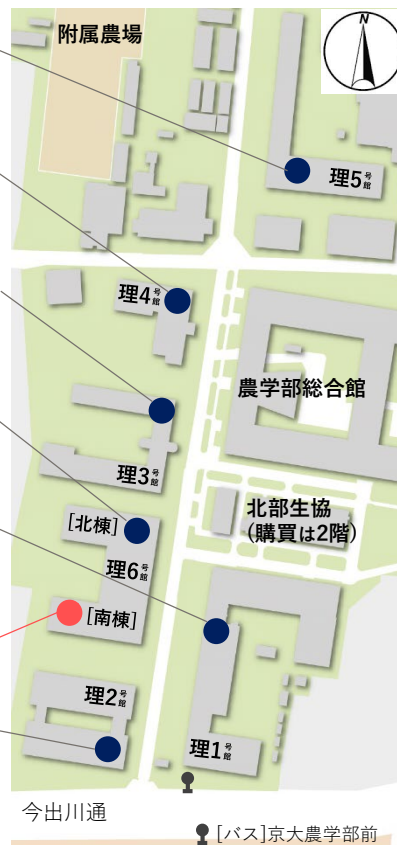 附属農場
N
理5号館
理4号館
農学部総合館
理3号館
[北棟]
北部生協
(購買は2階)
理6号館
[南棟]
理2号館
理1号館
今出川通
[バス]京大農学部前